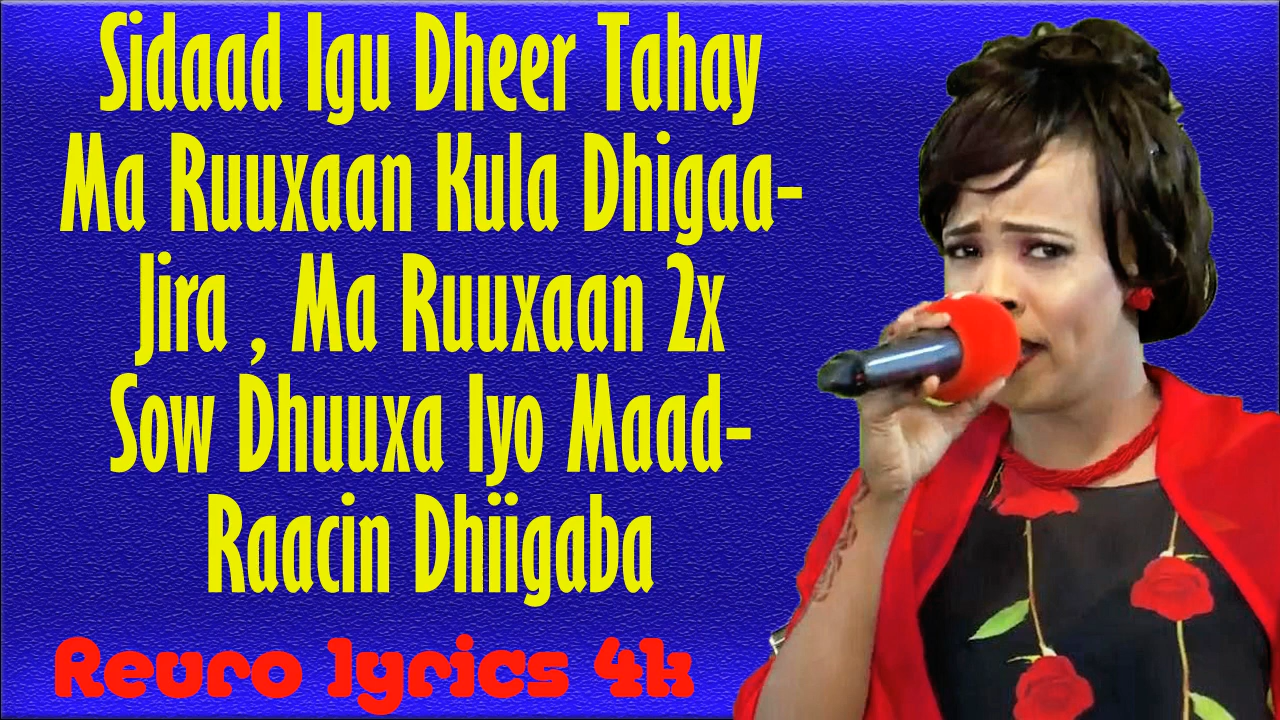 Sidaad Igu Dheer Tahay
Ma Ruuxaan Kula Dhigaa-
Jira , Ma Ruuxaan 2x
Sow Dhuuxa Iyo Maad-
Raacin Dhiigaba
Revro lyrics 4k